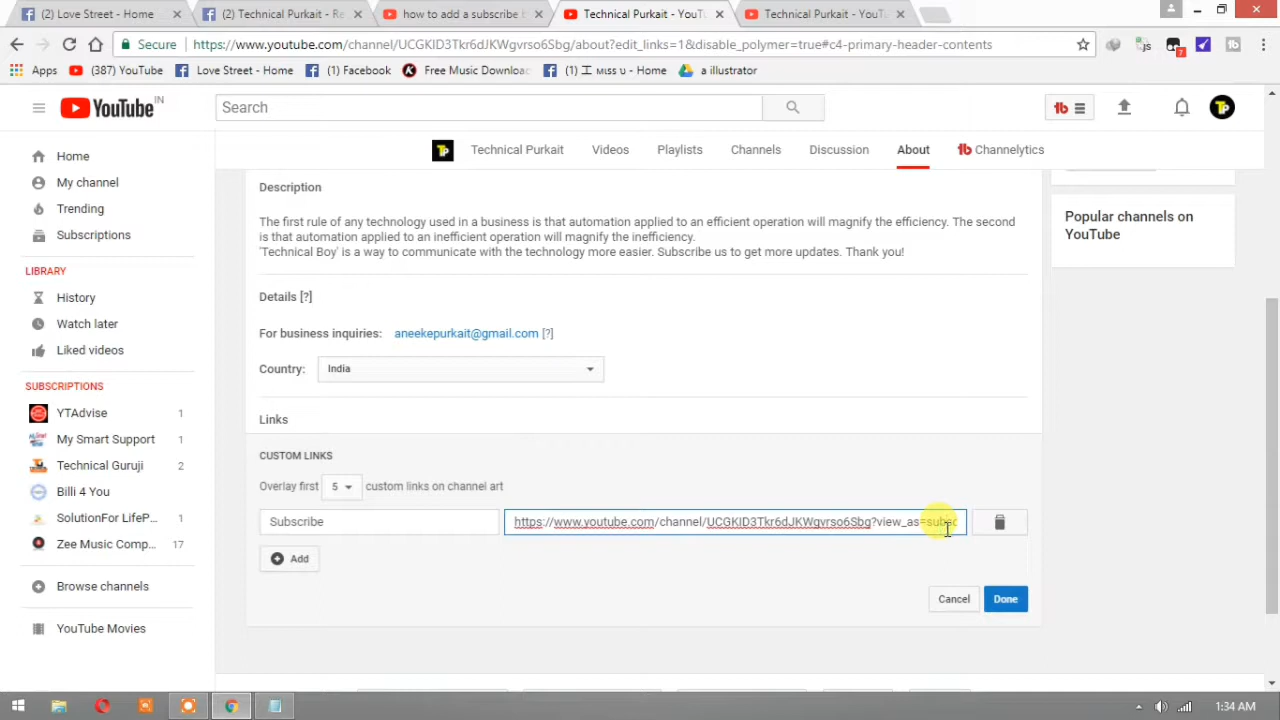 (2) Love Street - Hom
(2) Technical Purkait - Re
how to add a subscribe b
Technical Purkait - YouTu
Technical Purkait - YouTu
Secure https://www.youtube.com/channel/UCGKID3Tkr6dJKWgvrso6Sbg/about?edit_links=1&disable_polymer=true#c4-primary-header-contents
Apps (387) YouTube Love Street - Home (1) Facebook Free Music Downloac (1) 工 мιѕѕ υ - Home a illustrator
YouTube IN
Search
TP
TP Technical Purkait Videos Playlists Channels Discussion About Channelytics
Home
My channel
Trending
Subscriptions
LIBRARY
History
Watch later
Liked videos
SUBSCRIPTIONS
YTAdvise 1
My Smart Support 1
Technical Guruji 2
Billi 4 You
SolutionFor LifeP... 1
Zee Music Comp... 17
Browse channels
YouTube Movies
Description
The first rule of any technology used in a business is that automation applied to an efficient operation will magnify the efficiency. The second
is that automation applied to an inefficient operation will magnify the inefficiency.
'Technical Boy' is a way to communicate with the technology more easier. Subscribe us to get more updates. Thank you!
Details [?]
For business inquiries: aneekepurkait@gmail.com [?]
Country: India
Links
CUSTOM LINKS
Overlay first 5 custom links on channel art
Subscribe https://www.youtube.com/channel/UCGKID3Tkr6dJKWgvrso6Sbg?view_as=subsc
Add
Cancel Done
Popular channels on
YouTube
1:34 AM